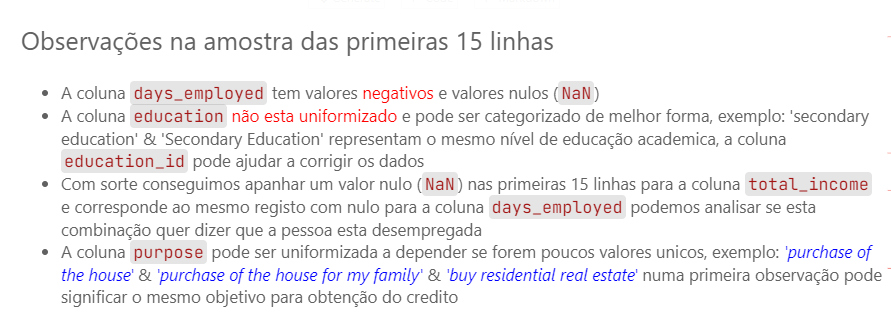 Observações na amostra das primeiras 15 linhas
• A coluna days_employed tem valores negativos e valores nulos (NaN)
• A coluna education não esta uniformizado e pode ser categorizado de melhor forma, exemplo: 'secondary
education' & 'Secondary Education' representam o mesmo nível de educação academica, a coluna
education_id pode ajudar a corrigir os dados
• Com sorte conseguimos apanhar um valor nulo (NaN) nas primeiras 15 linhas para a coluna total_income
e corresponde ao mesmo registo com nulo para a coluna days_employed podemos analisar se esta
combinação quer dizer que a pessoa esta desempregada
• A coluna purpose pode ser uniformizada a depender se forem poucos valores unicos, exemplo: 'purchase of
the house' & 'purchase of the house for my family' & 'buy residential real estate' numa primeira observação pode
significar o mesmo objetivo para obtenção do credito